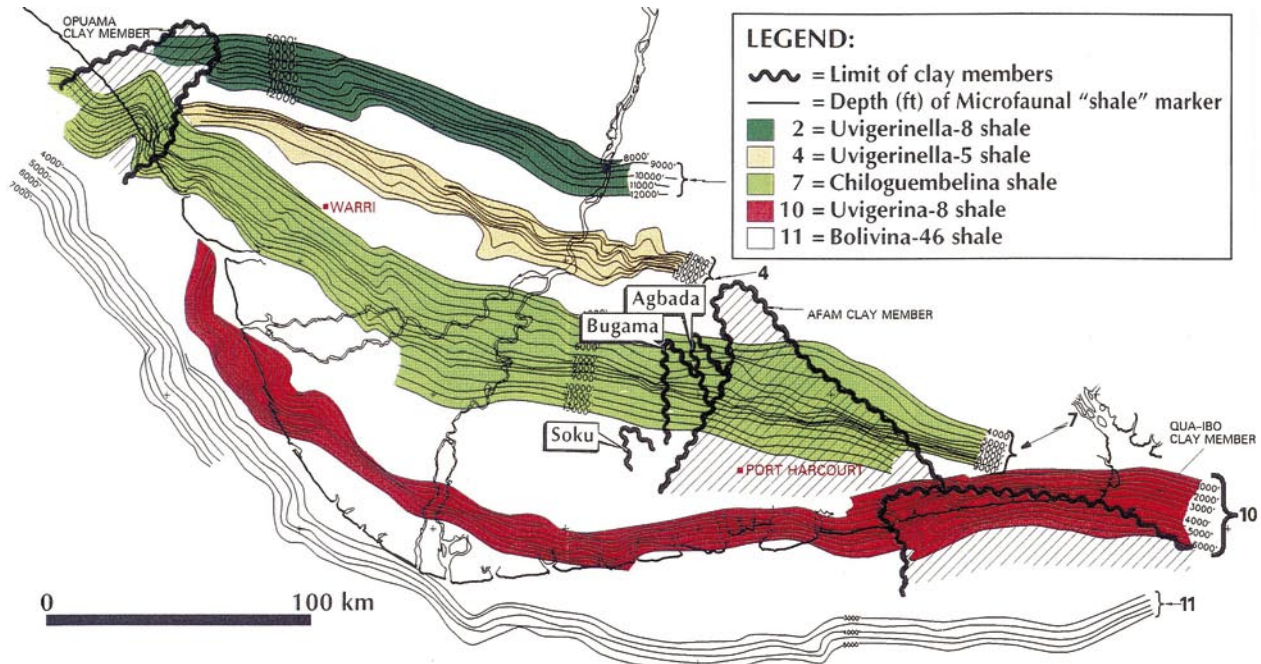 OPUAMA
CLAY MEMBER
LEGEND:
= Limit of clay members
= Depth (ft) of Microfaunal “shale” marker
2 = Uvigerinella-8 shale
4 = Uvigerinella-5 shale
7 = Chiloguembelina shale
10 = Uvigerina-8 shale
11 = Bolivina-46 shale
8000'
9000'
10000'
11000'
12000'
12000'
4000'
5000'
6000'
7000'
WARRI
4
Agbada
Bugama
AFAM CLAY MEMBER
Soku
PORT HARCOURT
4000'
7
QUA-IBO
CLAY MEMBER
2000'
3000'
4000'
5000'
6000'
10
11
0 100 km